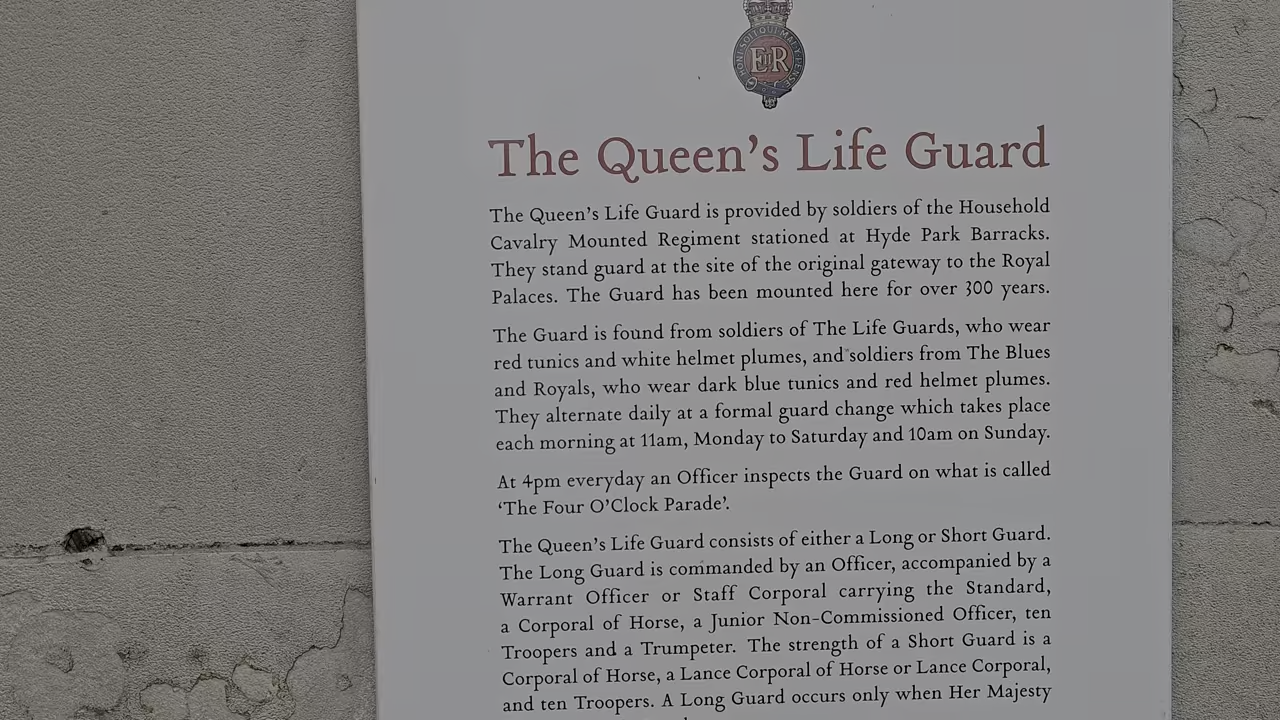 HONI SOIT QUI MAL Y PENSE
EIIR
The Queen's Life Guard
The Queen's Life Guard is provided by soldiers of the Household
Cavalry Mounted Regiment stationed at Hyde Park Barracks.
They stand guard at the site of the original gateway to the Royal
Palaces. The Guard has been mounted here for over 300 years.
The Guard is found from soldiers of The Life Guards, who wear
red tunics and white helmet plumes, and soldiers from The Blues
and Royals, who wear dark blue tunics and red helmet plumes.
They alternate daily at a formal guard change which takes place
each morning at 11am, Monday to Saturday and 10am on Sunday.
At 4pm everyday an Officer inspects the Guard on what is called
‘The Four O’Clock Parade’.
The Queen's Life Guard consists of either a Long or Short Guard.
The Long Guard is commanded by an Officer, accompanied by a
Warrant Officer or Staff Corporal carrying the Standard,
a Corporal of Horse, a Junior Non-Commissioned Officer, ten
Troopers and a Trumpeter. The strength of a Short Guard is a
Corporal of Horse, a Lance Corporal of Horse or Lance Corporal,
and ten Troopers. A Long Guard occurs only when Her Majesty